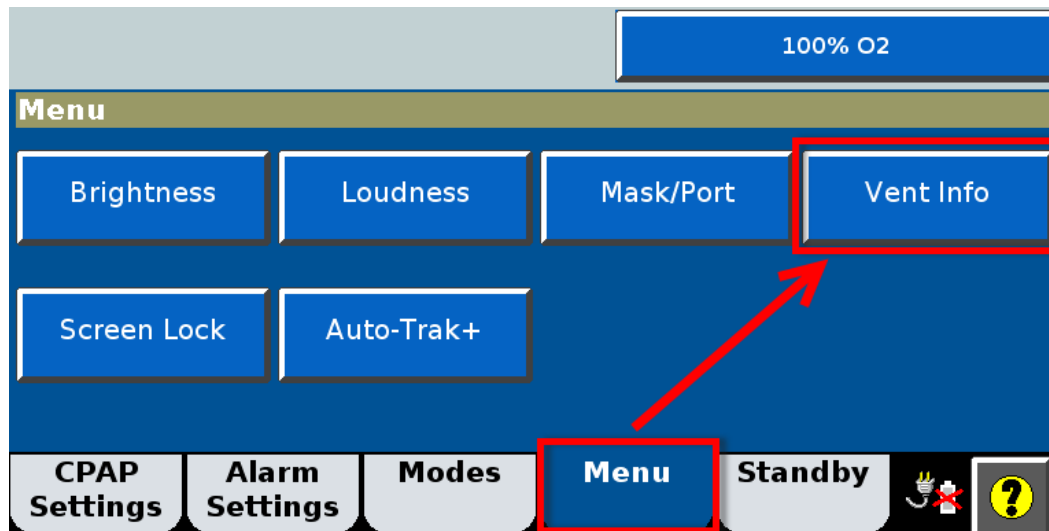 100% O2
Menu
Brightness
Loudness
Mask/Port
Vent Info
Screen Lock
Auto-Trak+
CPAP
Settings
Alarm
Settings
Modes
Menu
Standby
?